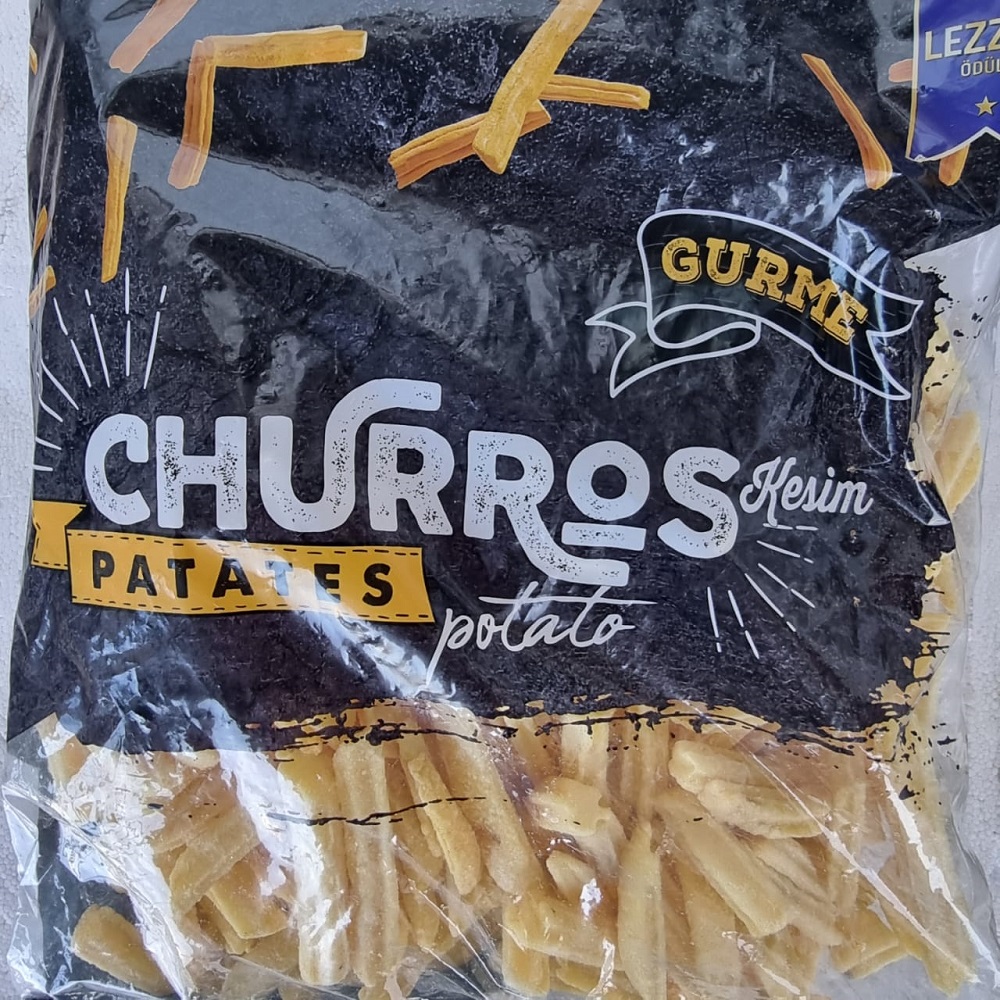 GURME
CHURROS Kesim
PATATES
potato